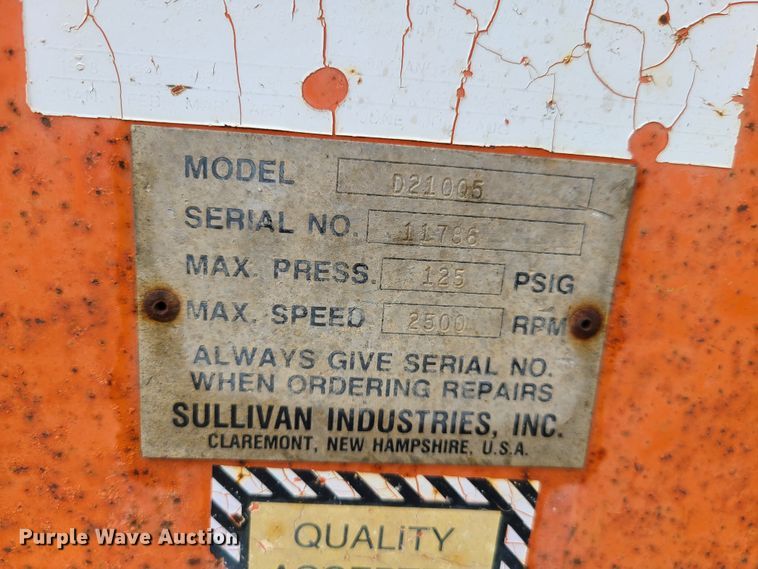 MODEL D210Q5
SERIAL NO. 11786
MAX. PRESS. 125 PSIG
MAX. SPEED 2500 RPM
ALWAYS GIVE SERIAL NO.
WHEN ORDERING REPAIRS
SULLIVAN INDUSTRIES, INC.
CLAREMONT, NEW HAMPSHIRE, U.S.A.
QUALiTY
Purple Wave Auction